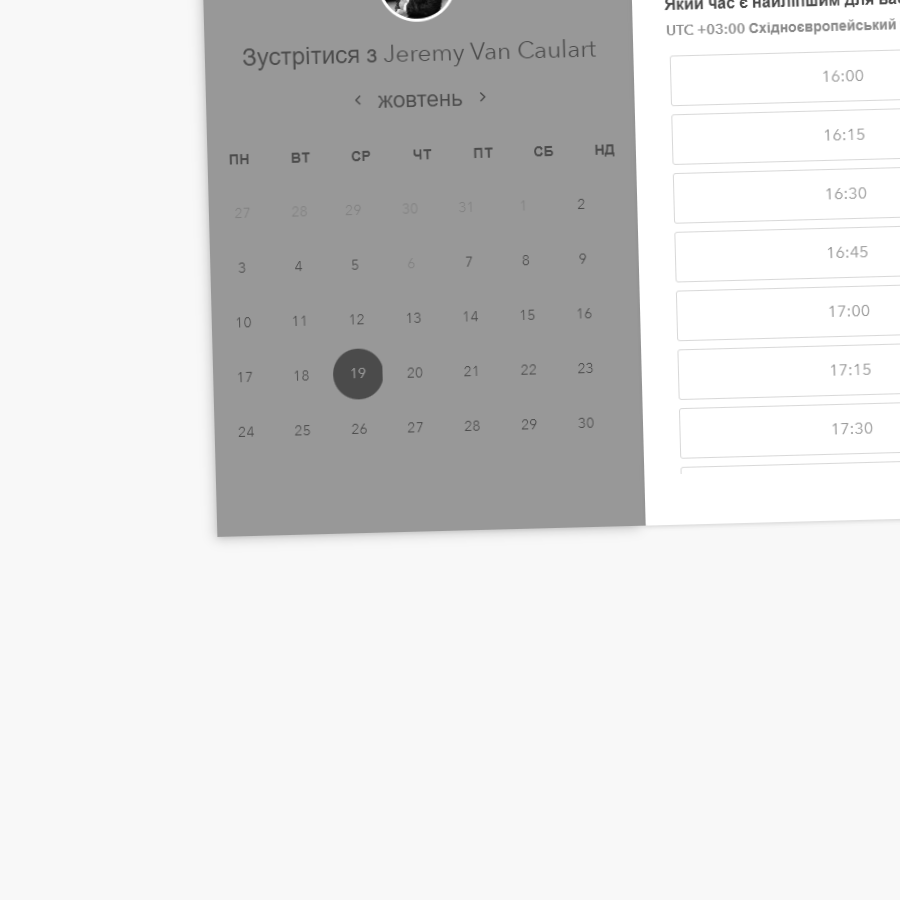 Зустрітися з Jeremy Van Caulart
жовтень
ПН ВТ СР ЧТ ПТ СБ НД
27 28 29 30 31 1 2
3 4 5 6 7 8 9
10 11 12 13 14 15 16
17 18 19 20 21 22 23
24 25 26 27 28 29 30
Який час є найліпшим для
UTC +03:00 Східноєвропейський
16:00
16:15
16:30
16:45
17:00
17:15
17:30